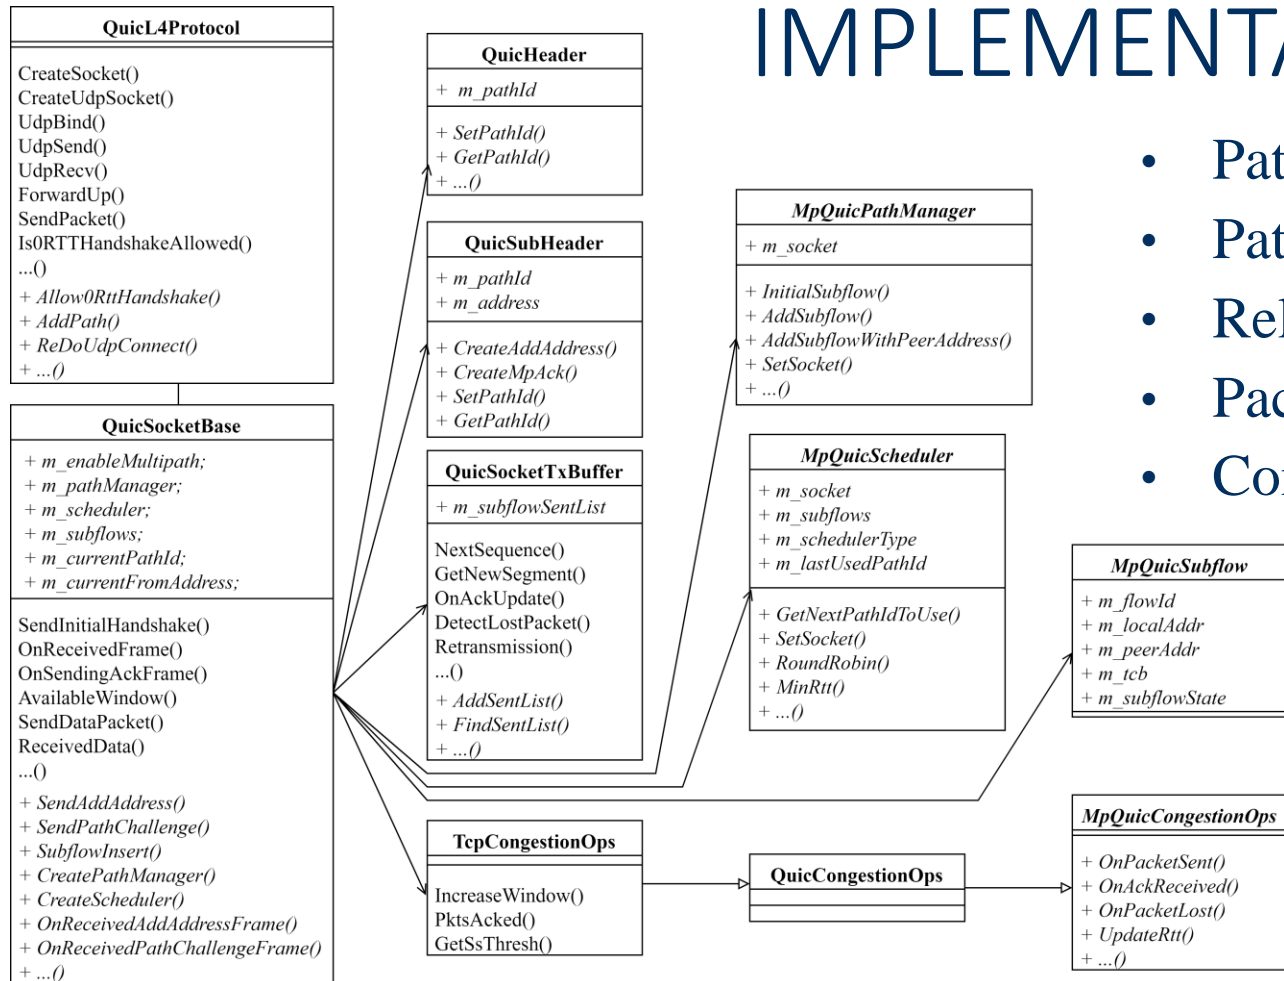 QuicL4Protocol
CreateSocket()
CreateUdpSocket()
UdpBind()
UdpSend()
UdpRecv()
ForwardUp()
SendPacket()
Is0RTTHandshakeAllowed()
...()
+ Allow0RttHandshake()
+ AddPath()
+ ReDoUdpConnect()
+ ...()
QuicSocketBase
+ m_enableMultipath;
+ m_pathManager;
+ m_scheduler;
+ m_subflows;
+ m_currentPathId;
+ m_currentFromAddress;
SendInitialHandshake()
OnReceivedFrame()
OnSendingAckFrame()
AvailableWindow()
SendDataPacket()
ReceivedData()
...()
+ SendAddAddress()
+ SendPathChallenge()
+ SubflowInsert()
+ CreatePathManager()
+ CreateScheduler()
+ OnReceivedAddAddressFrame()
+ OnReceivedPathChallengeFrame()
+ ...()
QuicHeader
+ m_pathId
+ SetPathId()
+ GetPathId()
+ ...()
QuicSubHeader
+ m_pathId
+ m_address
+ CreateAddAddress()
+ CreateMpAck()
+ SetPathId()
+ GetPathId()
QuicSocketTxBuffer
+ m_subflowSentList
NextSequence()
GetNewSegment()
OnAckUpdate()
DetectLostPacket()
Retransmission()
...()
+ AddSentList()
+ FindSentList()
+ ...()
TcpCongestionOps
IncreaseWindow()
PktsAcked()
GetSsThresh()
IMPLEMENTA
• Pat
• Pat
• Rel
• Pac
• Con
MpQuicPathManager
+ m_socket
+ InitialSubflow()
+ AddSubflow()
+ AddSubflowWithPeerAddress()
+ SetSocket()
+ ...()
MpQuicScheduler
+ m_socket
+ m_subflows
+ m_schedulerType
+ m_lastUsedPathId
+ GetNextPathIdToUse()
+ SetSocket()
+ RoundRobin()
+ MinRtt()
+ ...()
QuicCongestionOps
MpQuicSubflow
+ m_flowId
+ m_localAddr
+ m_peerAddr
+ m_tcb
+ m_subflowState
MpQuicCongestionOps
+ OnPacketSent()
+ OnAckReceived()
+ OnPacketLost()
+ UpdateRtt()
+ ...()